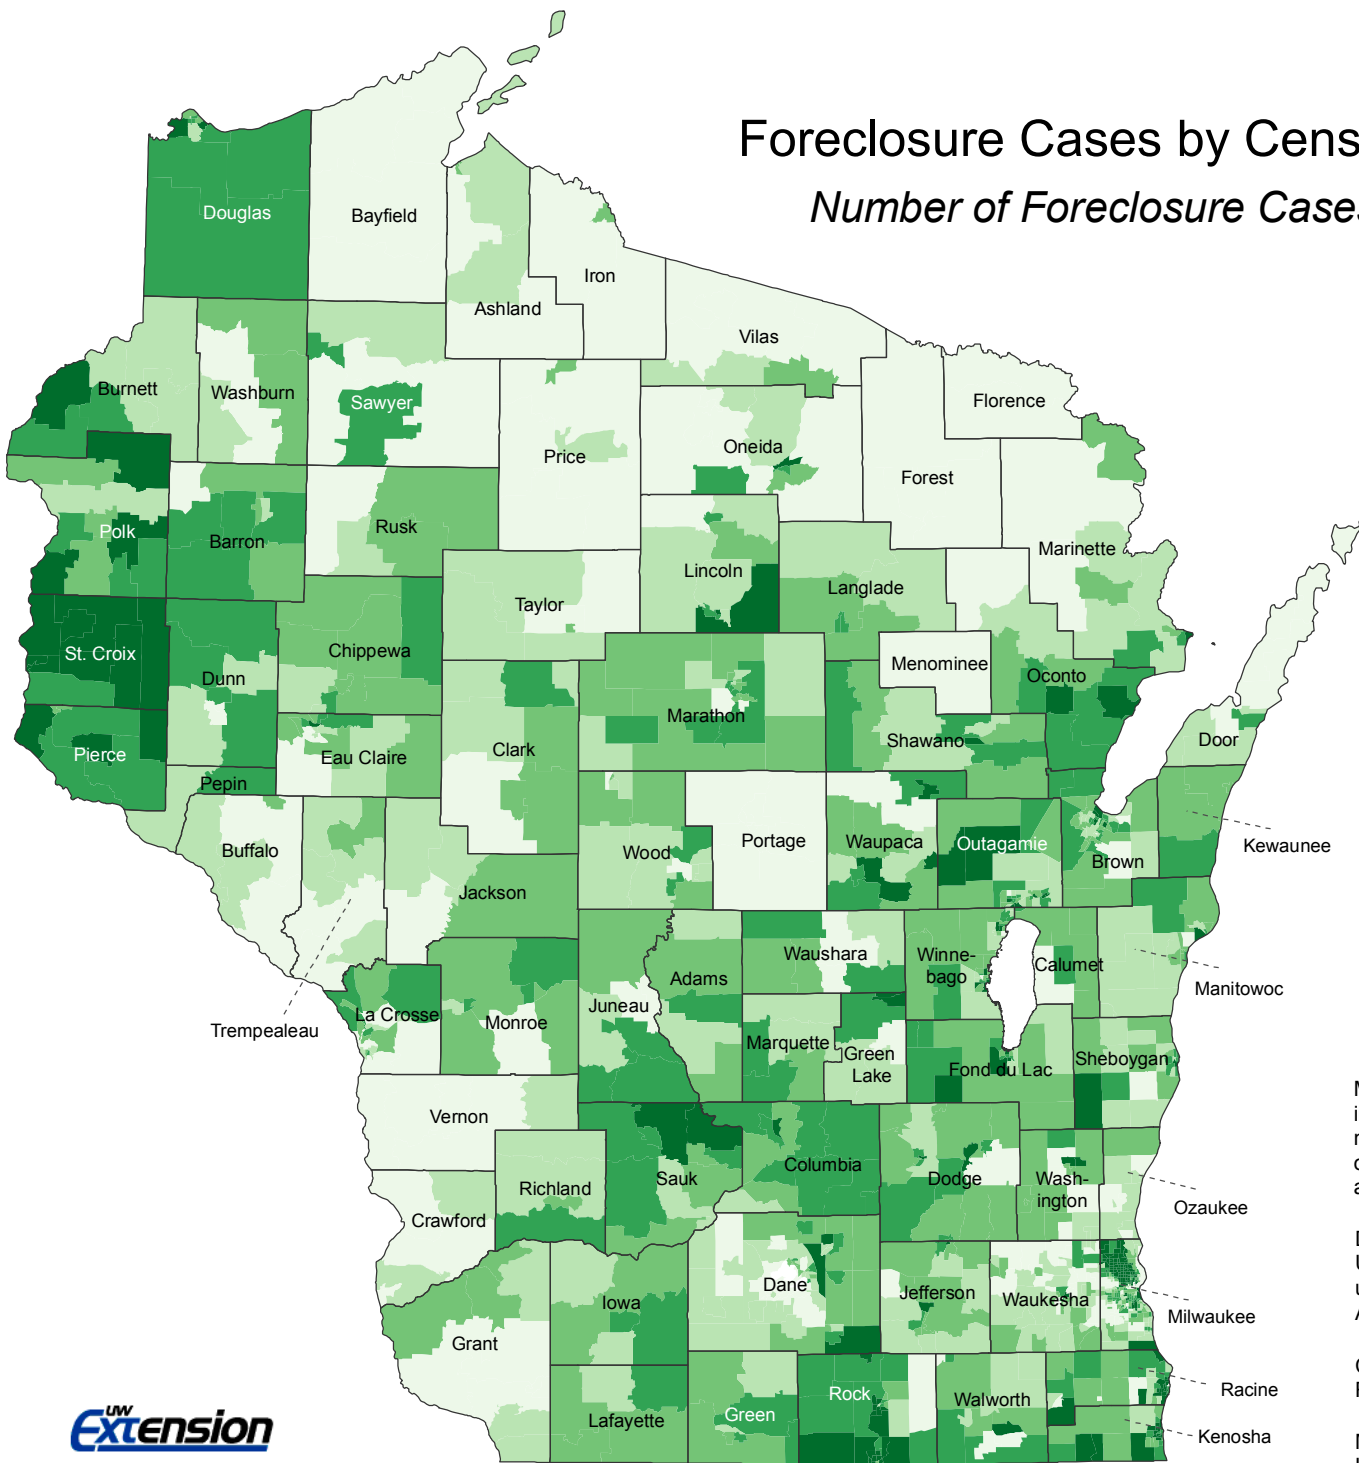 Foreclosure Cases by Cens
Number of Foreclosure Cases
Douglas
Bayfield
Iron
Ashland
Vilas
Burnett
Washburn
Sawyer
Florence
Price
Oneida
Forest
Polk
Barron
Rusk
Marinette
Lincoln
Langlade
Taylor
St. Croix
Chippewa
Menominee
Dunn
Oconto
Marathon
Pierce
Eau Claire
Clark
Shawano
Door
Pepin
Buffalo
Wood
Portage
Waupaca
Outagamie
Brown
Kewaunee
Jackson
Waushara
Winne-
bago
Calumet
Adams
Manitowoc
Trempealeau
La Crosse
Monroe
Juneau
Marquette
Green
Lake
Fond du Lac
Sheboygan
Vernon
Columbia
Dodge
Wash-
ington
Richland
Sauk
Ozaukee
Crawford
Dane
Iowa
Jefferson
Waukesha
Milwaukee
Grant
Rock
Walworth
Racine
Lafayette
Green
Kenosha
UW
Extension